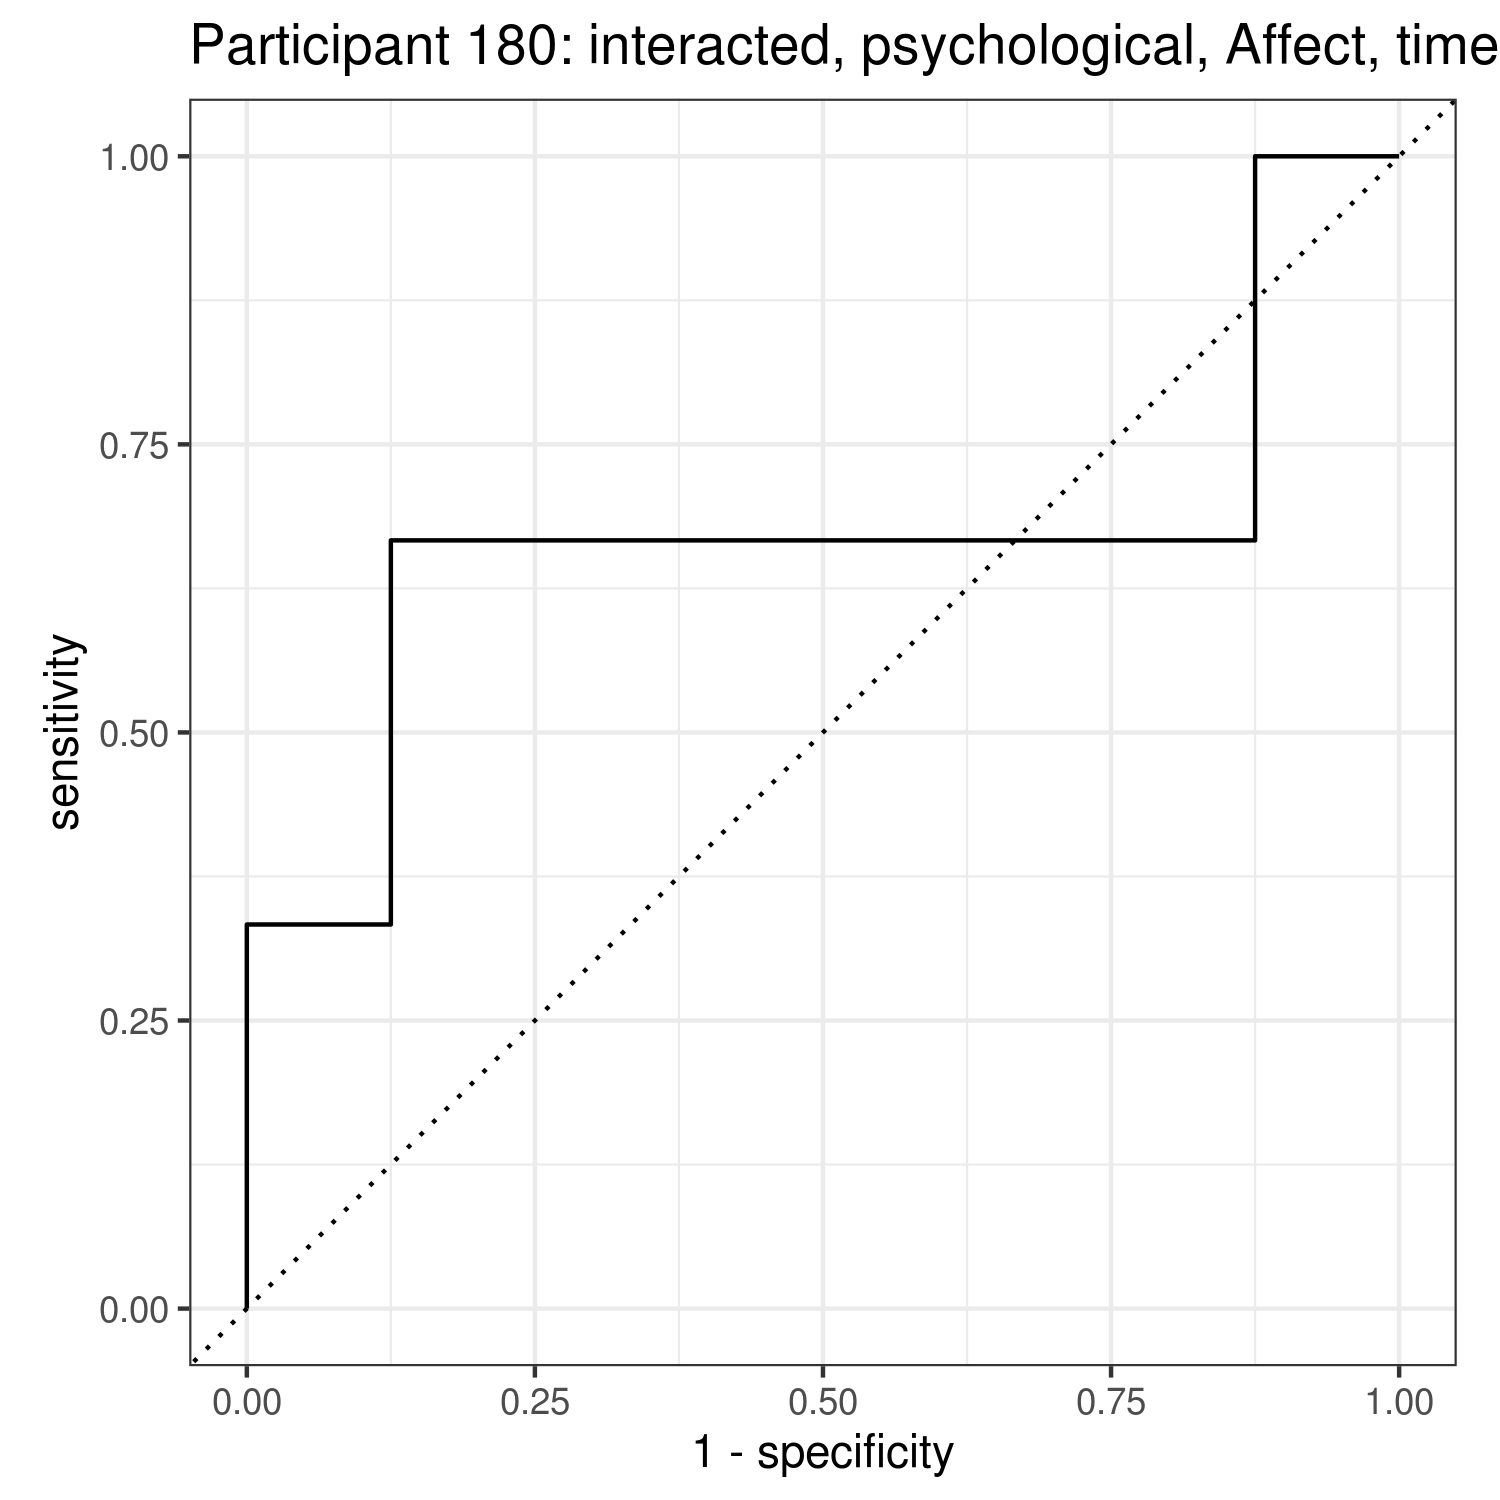 Participant 180: interacted, psychological, Affect, time
1.00
0.75
0.50
0.25
0.00
sensitivity
0.00 0.25 0.50 0.75 1.00
1 - specificity